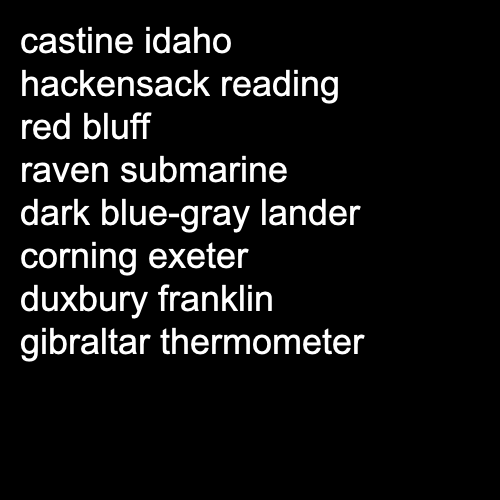 castine idaho
hackensack reading
red bluff
raven submarine
dark blue-gray lander
corning exeter
duxbury franklin
gibraltar thermometer